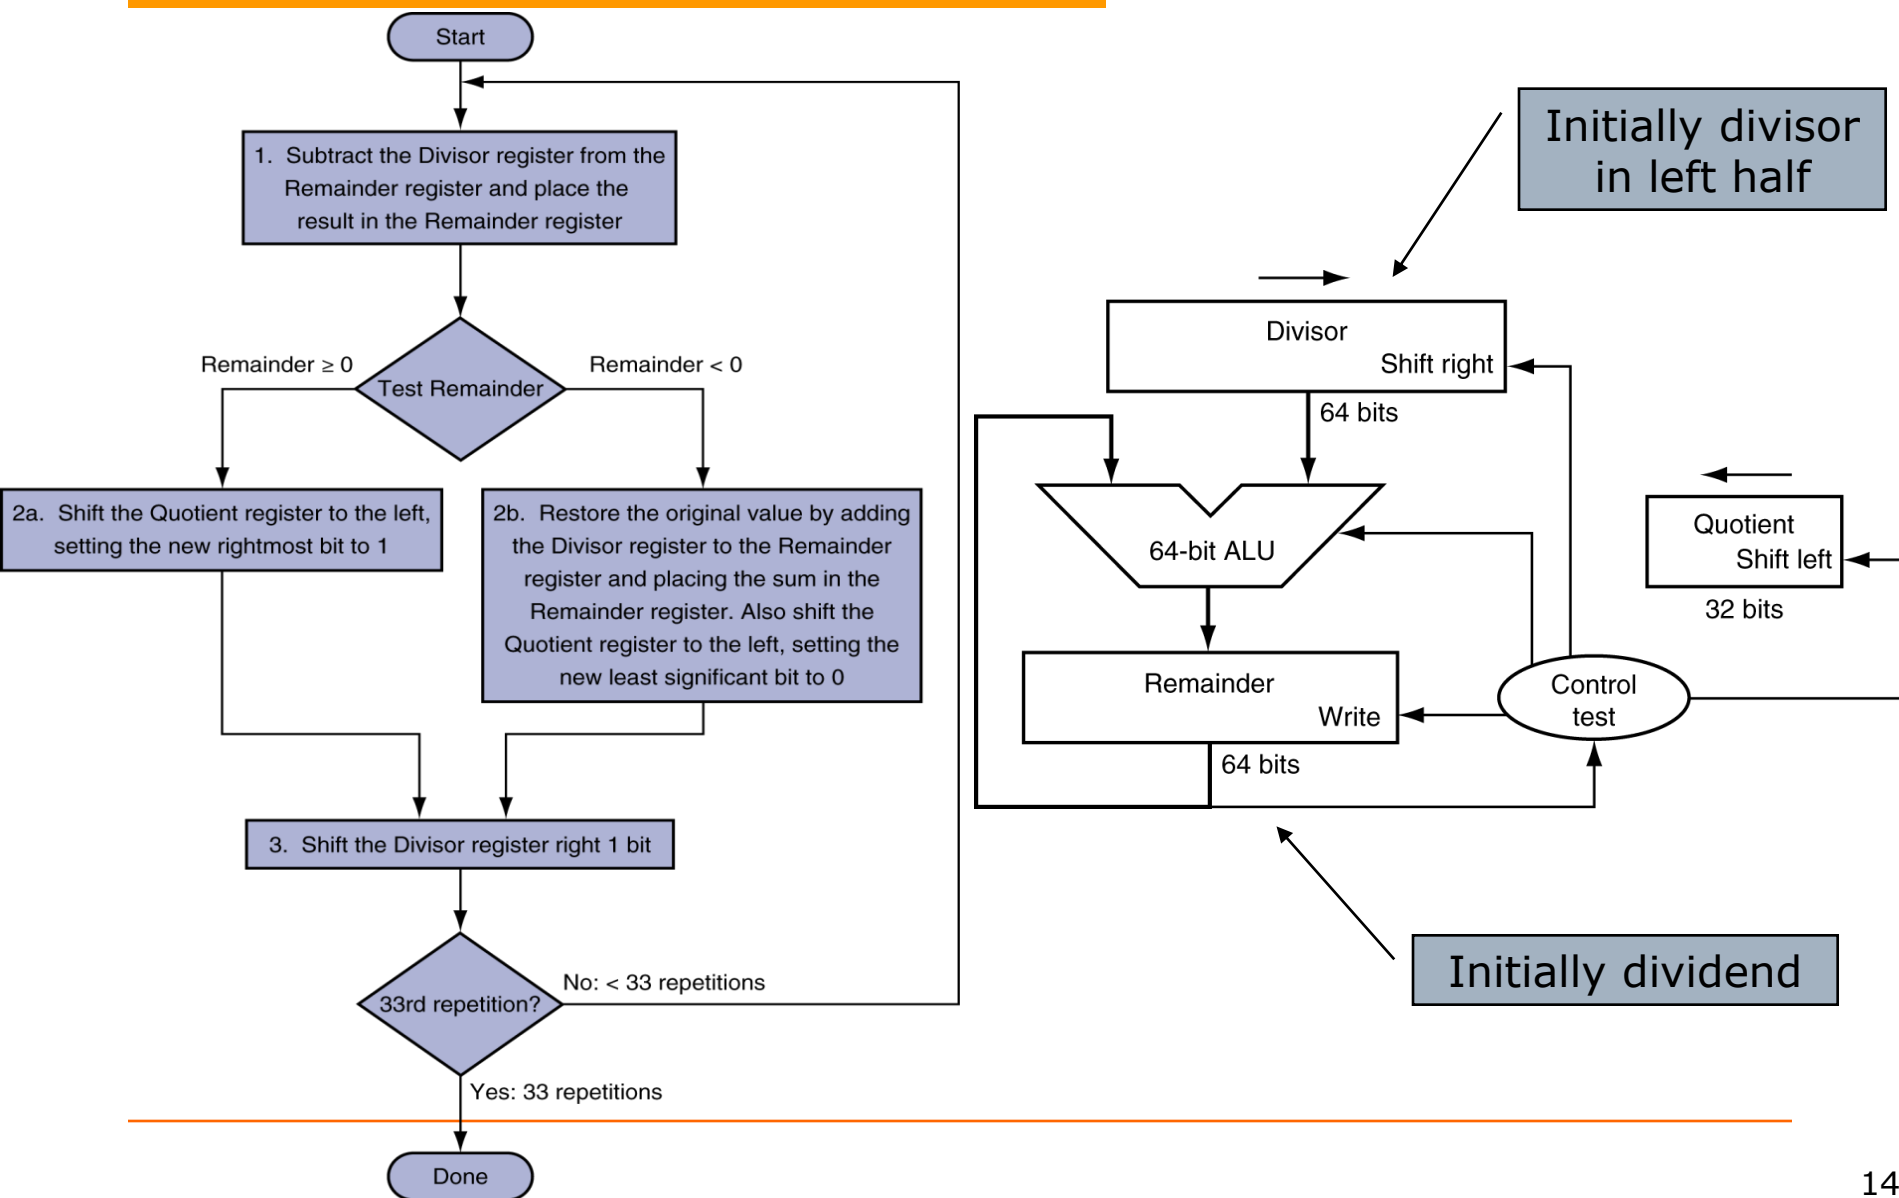 Start
1. Subtract the Divisor register from the
Remainder register and place the
result in the Remainder register
Remainder ≥ 0
Remainder < 0
Test Remainder
2a. Shift the Quotient register to the left,
setting the new rightmost bit to 1
2b. Restore the original value by adding
the Divisor register to the Remainder
register and placing the sum in the
Remainder register. Also shift the
Quotient register to the left, setting the
new least significant bit to 0
3. Shift the Divisor register right 1 bit
33rd repetition?
No: < 33 repetitions
Yes: 33 repetitions
Done
Initially divisor
in left half
Divisor
Shift right
64 bits
64-bit ALU
Quotient
Shift left
32 bits
Remainder
Write
64 bits
Control
test
Initially dividend
14